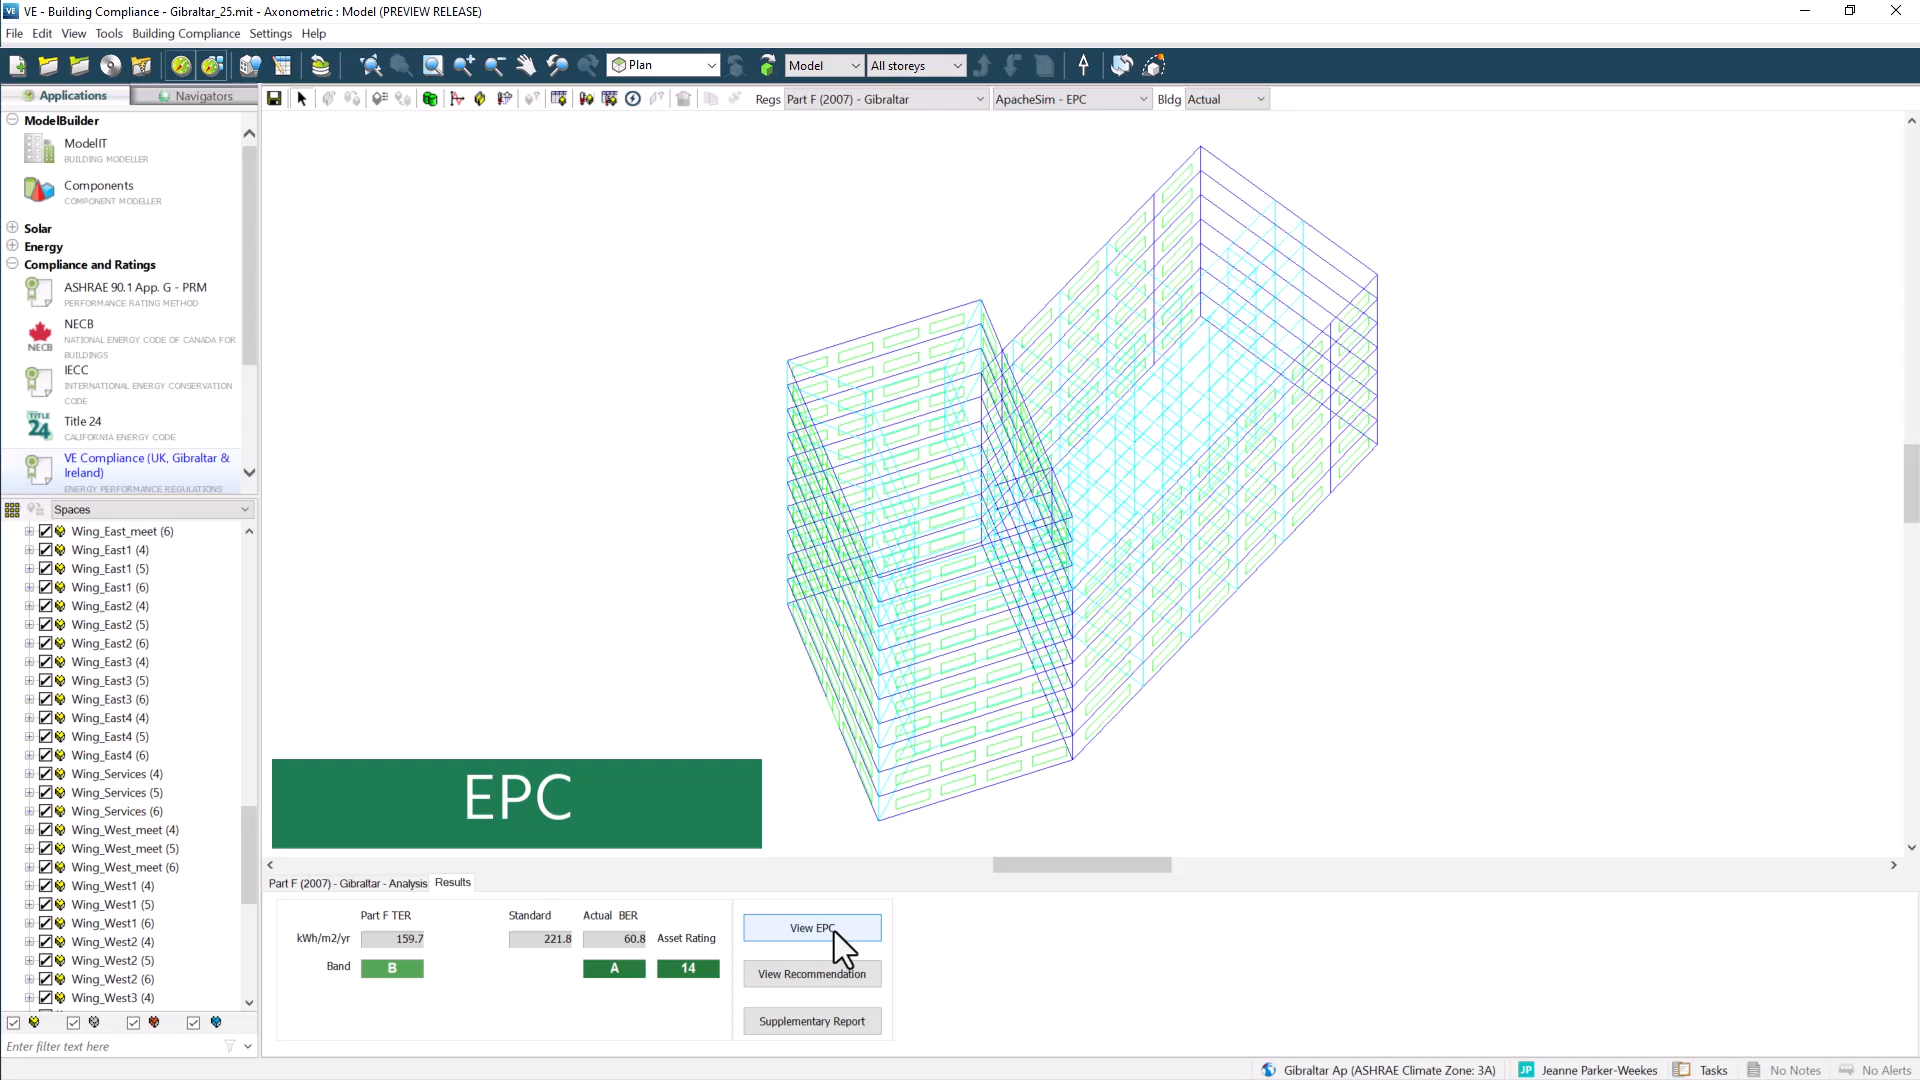 VE - Building Compliance - Gibraltar_25.mit - Axonometric : Model (PREVIEW RELEASE)
File Edit View Tools Building Compliance Settings Help
Plan Model All storeys
Applications Navigators
Regs Part F (2007) - Gibraltar ApacheSim - EPC Bldg Actual
ModelBuilder
ModelIT
BUILDING MODELLER
Components
COMPONENT MODELLER
Solar
Energy
Compliance and Ratings
ASHRAE 90.1 App. G - PRM
PERFORMANCE RATING METHOD
NECB
NATIONAL ENERGY CODE OF CANADA FOR
BUILDINGS
NECB
IECC
INTERNATIONAL ENERGY CONSERVATION
CODE
TITLE
24
Title 24
CALIFORNIA ENERGY CODE
VE Compliance (UK, Gibraltar &
Ireland)
ENERGY PERFORMANCE REGULATIONS
Spaces
Wing_East_meet (6)
Wing_East1 (4)
Wing_East1 (5)
Wing_East1 (6)
Wing_East2 (4)
Wing_East2 (5)
Wing_East2 (6)
Wing_East3 (4)
Wing_East3 (5)
Wing_East3 (6)
Wing_East4 (4)
Wing_East4 (5)
Wing_East4 (6)
Wing_Services (4)
Wing_Services (5)
Wing_Services (6)
Wing_West_meet (4)
Wing_West_meet (5)
Wing_West_meet (6)
Wing_West1 (4)
Wing_West1 (5)
Wing_West1 (6)
Wing_West2 (4)
Wing_West2 (5)
Wing_West2 (6)
Wing_West3 (4)
Enter filter text here
EPC
Part F (2007) - Gibraltar - Analysis Results
Part F TER Standard Actual BER
kWh/m2/yr 159.7 221.8 60.8 Asset Rating
Band B A 14
View EPC
View Recommendation
Supplementary Report
Gibraltar Ap (ASHRAE Climate Zone: 3A) JP Jeanne Parker-Weekes Tasks No Notes No Alerts